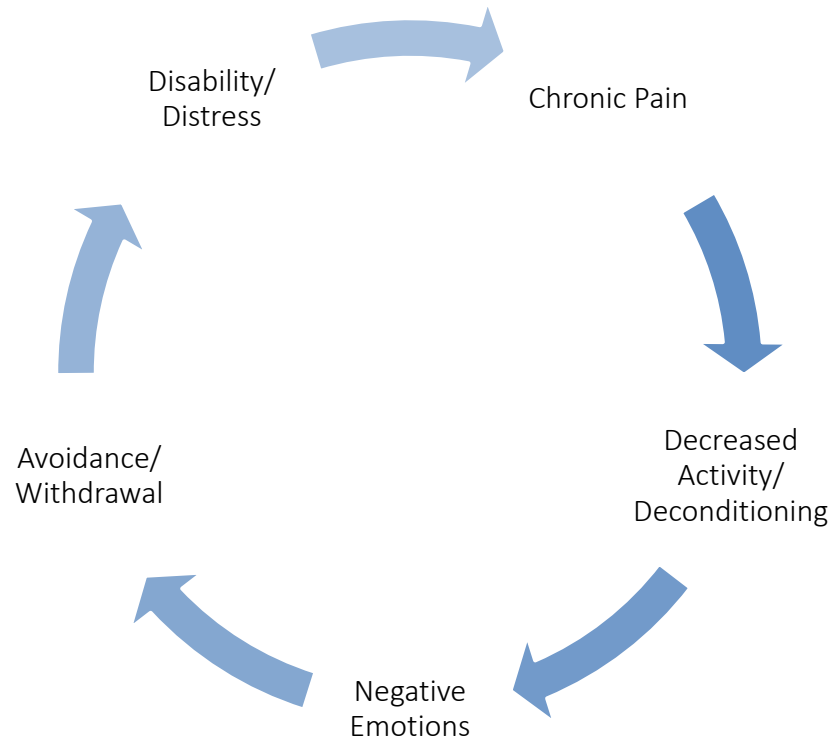 Disability/
Distress
Chronic Pain
Decreased
Activity/
Deconditioning
Negative
Emotions
Avoidance/
Withdrawal